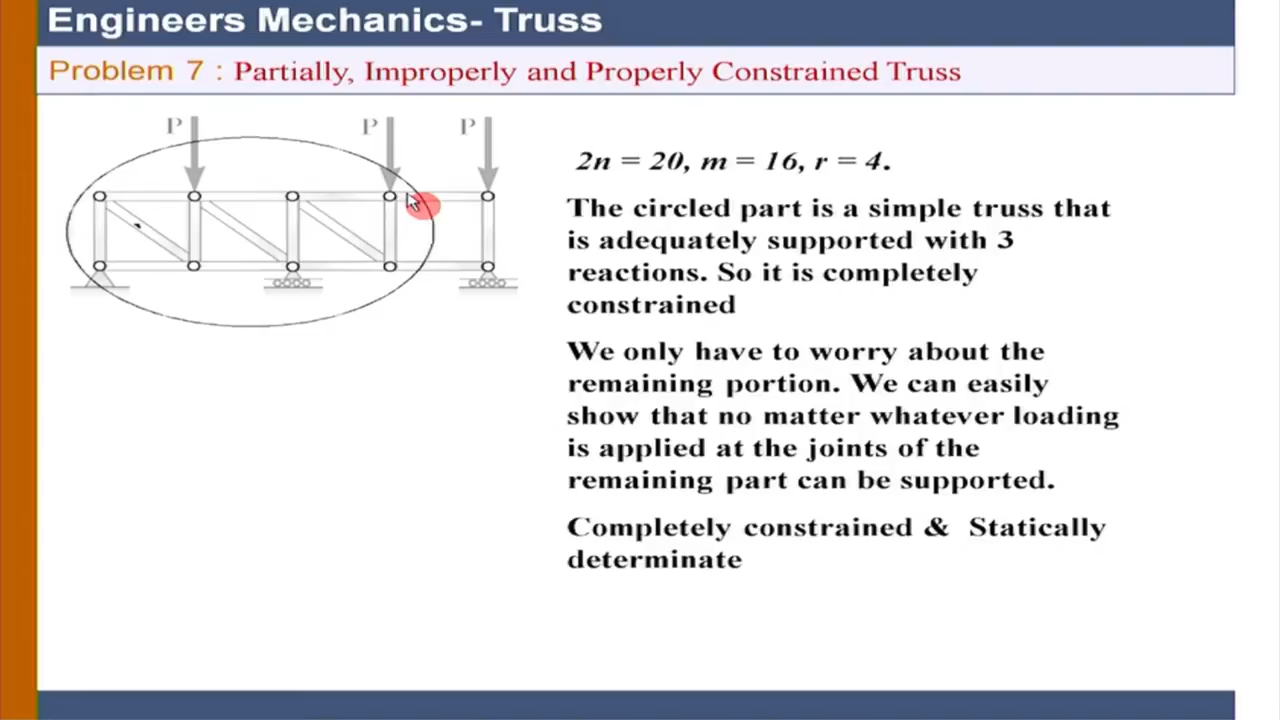 Engineers Mechanics- Truss
Problem 7 : Partially, Improperly and Properly Constrained Truss
P P P
2n = 20, m = 16, r = 4.
The circled part is a simple truss that
is adequately supported with 3
reactions. So it is completely
constrained
We only have to worry about the
remaining portion. We can easily
show that no matter whatever loading
is applied at the joints of the
remaining part can be supported.
Completely constrained & Statically
determinate